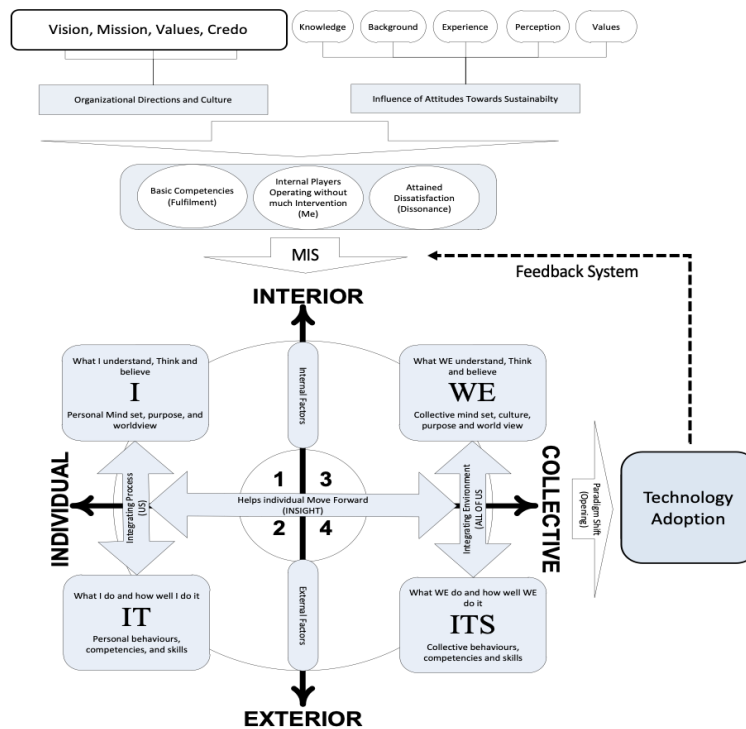 Vision, Mission, Values, Credo
Knowledge
Background
Experience
Perception
Values
Organizational Directions and Culture
Influence of Attitudes Towards Sustainabilty
Basic Competencies
(Fulfilment)
Internal Players
Operating without
much Intervention
(Me)
Attained
Dissatisfaction
(Dissonance)
MIS
Feedback System
INTERIOR
What I understand, Think and
believe
I
Personal Mind set, purpose, and
worldview
Internal Factors
What WE understand, Think
and believe
WE
Collective mind set, culture,
purpose and world view
INDIVIDUAL
Integrating Process
(US)
1
3
Helps individual Move Forward
(INSIGHT)
2
4
Integrating Environment
(ALL OF US)
COLLECTIVE
Paradigm Shift
(Opening)
Technology
Adoption
What I do and how well I do it
IT
Personal behaviours,
competencies, and skills
External Factors
What WE do and how well WE
do it
ITS
Collective behaviours,
competencies and skills
EXTERIOR